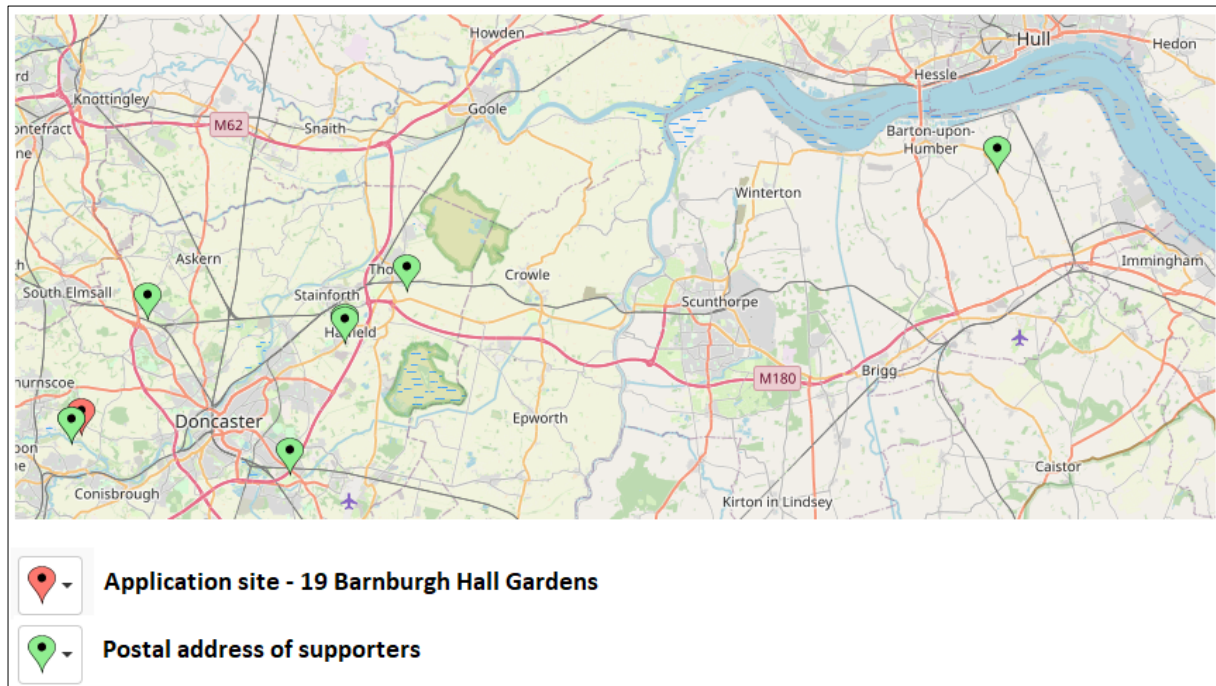 Howden
Hull
Hedon
Hessle
Knottingley
M62
Snaith
Goole
Barton-upon-
Humber
Winterton
Askern
Crowle
Immingham
South Elmsall
Stainforth
Scunthorpe
M180
Brigg
Doncaster
Epworth
Conisbrough
Caistor
Kirton in Lindsey
Application site - 19 Barnburgh Hall Gardens
Postal address of supporters